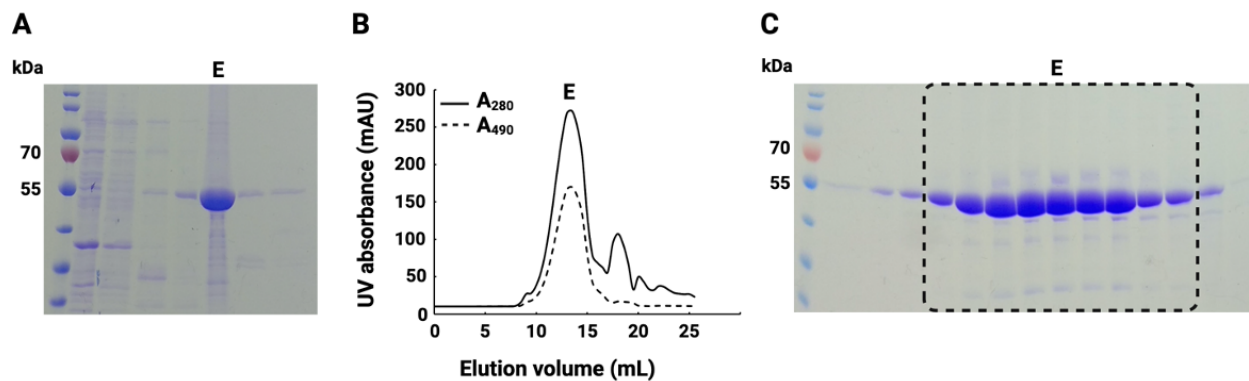 A
kDa
E
70
55
B
UV absorbance (mAU)
300
250
200
150
100
50
0
E
A₂₈₀
A₄₉₀
0 5 10 15 20 25
Elution volume (mL)
C
kDa
E
70
55